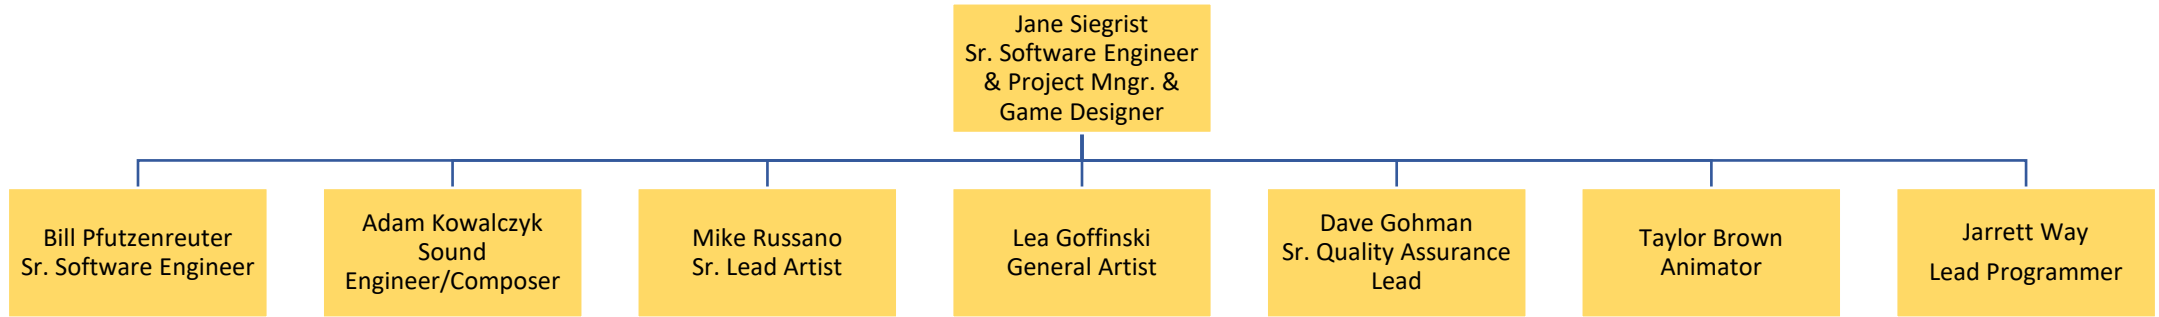 Jane Siegrist
Sr. Software Engineer
& Project Mngr. &
Game Designer
Bill Pfutzenreuter
Sr. Software Engineer
Adam Kowalczyk
Sound
Engineer/Composer
Mike Russano
Sr. Lead Artist
Lea Goffinski
General Artist
Dave Gohman
Sr. Quality Assurance
Lead
Taylor Brown
Animator
Jarrett Way
Lead Programmer